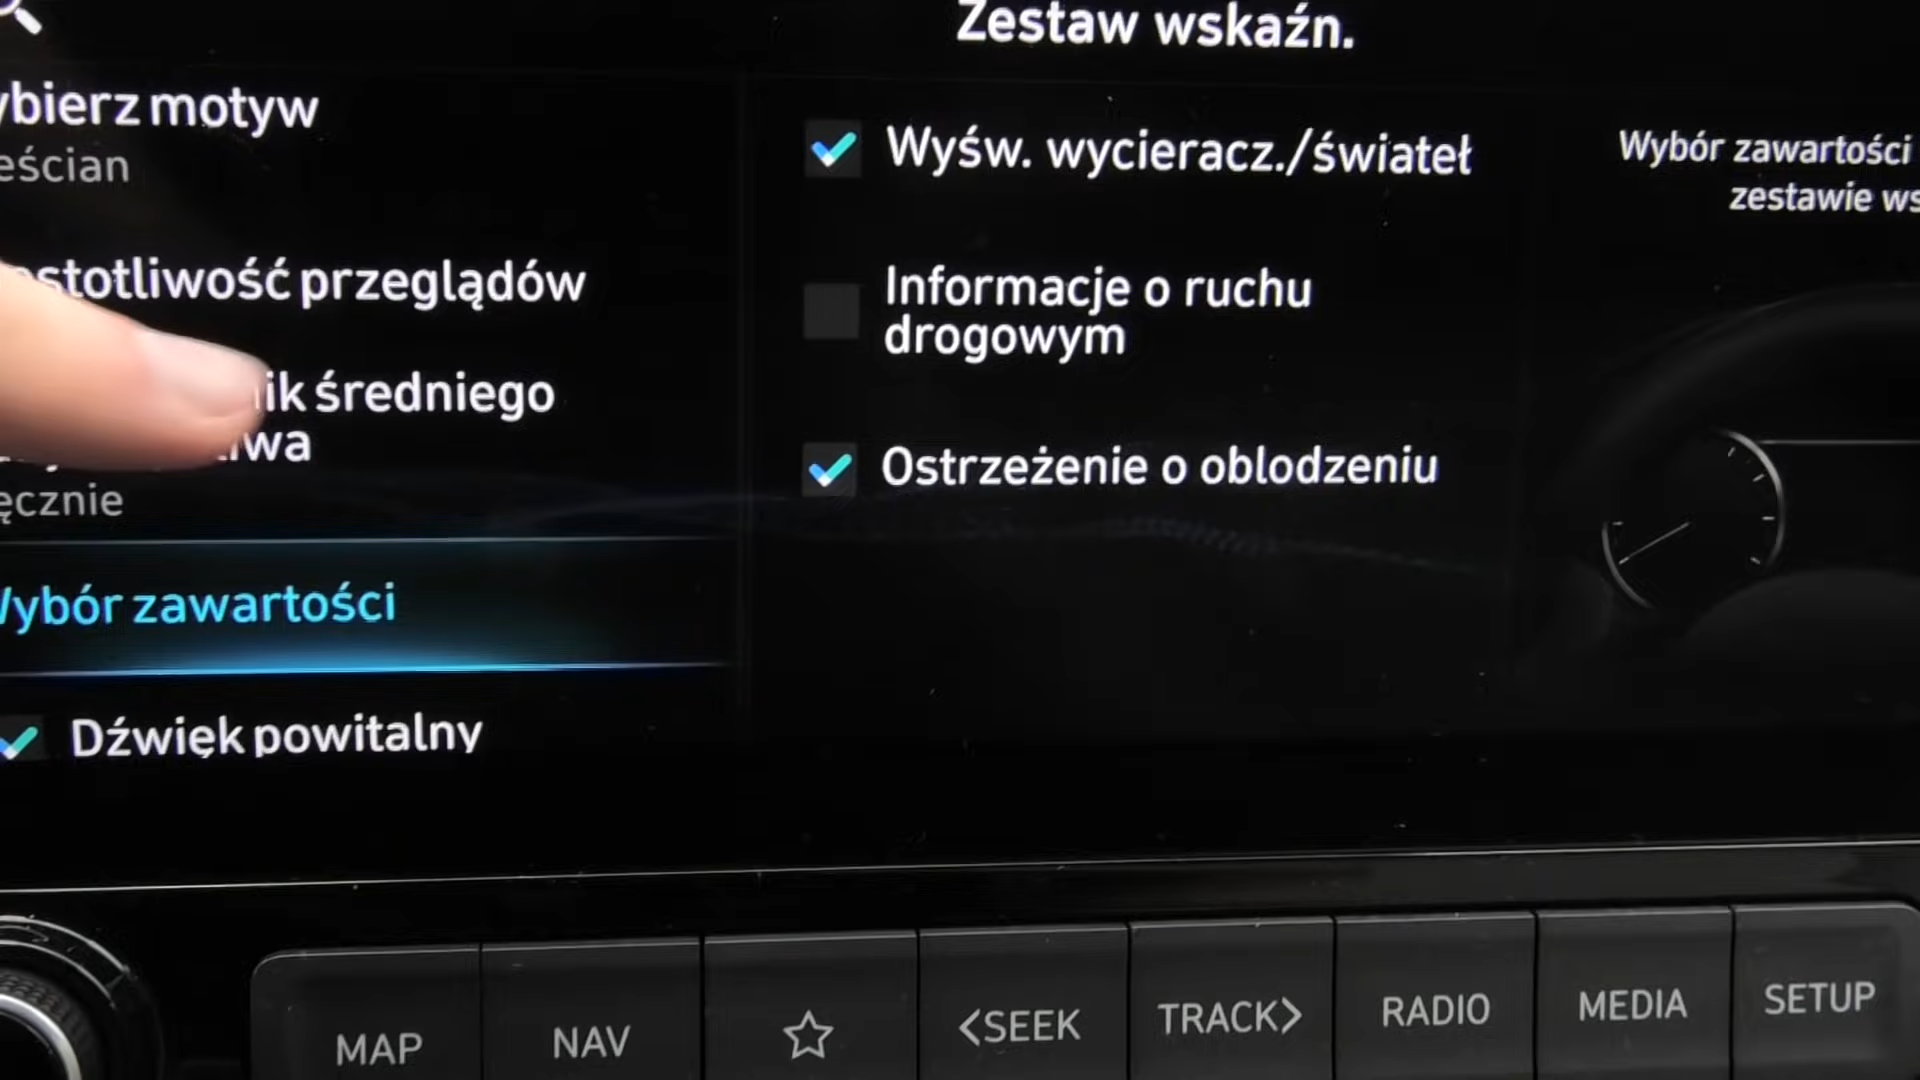 Zestaw wskaźn.
ybierz motyw
eścian
stotliwość przeglądów
ik średniego
iwa
ęcznie
Wybór zawartości
Dźwięk powitalny
Wyśw. wycieracz./świateł
Informacje o ruchu
drogowym
Ostrzeżenie o oblodzeniu
Wybór zawartości
zestawie ws
MAP NAV <SEEK TRACK> RADIO MEDIA SETUP